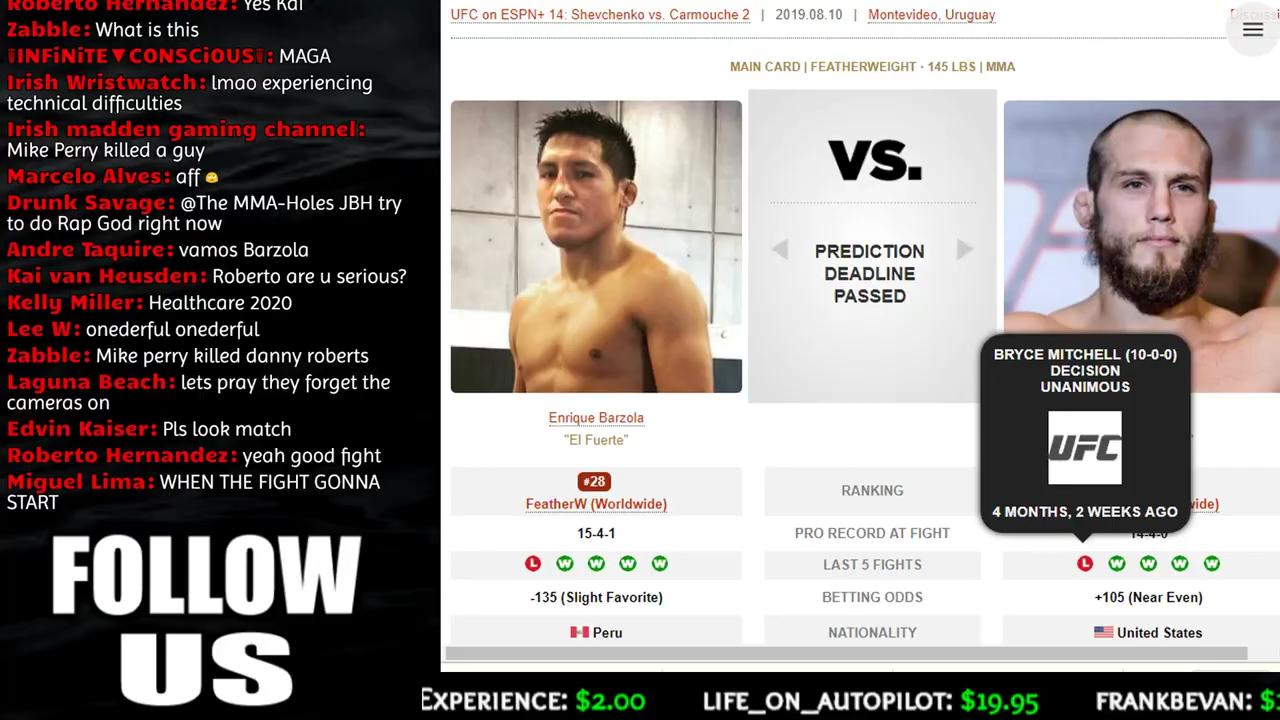 Roberto Hernandez: Yes Kai
Zabble: What is this
INFiNiTE▼CONSCiOUS: MAGA
Irish Wristwatch: lmao experiencing
technical difficulties
Irish madden gaming channel:
Mike Perry killed a guy
Marcelo Alves: aff
Drunk Savage: @The MMA-Holes JBH try
to do Rap God right now
Andre Taquire: vamos Barzola
Kai van Heusden: Roberto are u serious?
Kelly Miller: Healthcare 2020
Lee W: onederful onederful
Zabble: Mike perry killed danny roberts
Laguna Beach: lets pray they forget the
cameras on
Edvin Kaiser: Pls look match
Roberto Hernandez: yeah good fight
Miguel Lima: WHEN THE FIGHT GONNA
START
FOLLOW
US
UFC on ESPN+ 14: Shevchenko vs. Carmouche 2 | 2019.08.10 | Montevideo, Uruguay
MAIN CARD | FEATHERWEIGHT · 145 LBS | MMA
VS.
PREDICTION
DEADLINE
PASSED
BRYCE MITCHELL (10-0-0)
DECISION
UNANIMOUS
UFC
4 MONTHS, 2 WEEKS AGO
Enrique Barzola
"El Fuerte"
#28
FeatherW (Worldwide) RANKING
15-4-1 PRO RECORD AT FIGHT 14-4-0
L W W W W LAST 5 FIGHTS L W W W W
-135 (Slight Favorite) BETTING ODDS +105 (Near Even)
Peru NATIONALITY United States
EXPERIENCE: $2.00 LIFE_ON_AUTOPILOT: $19.95 FRANKBEVAN: